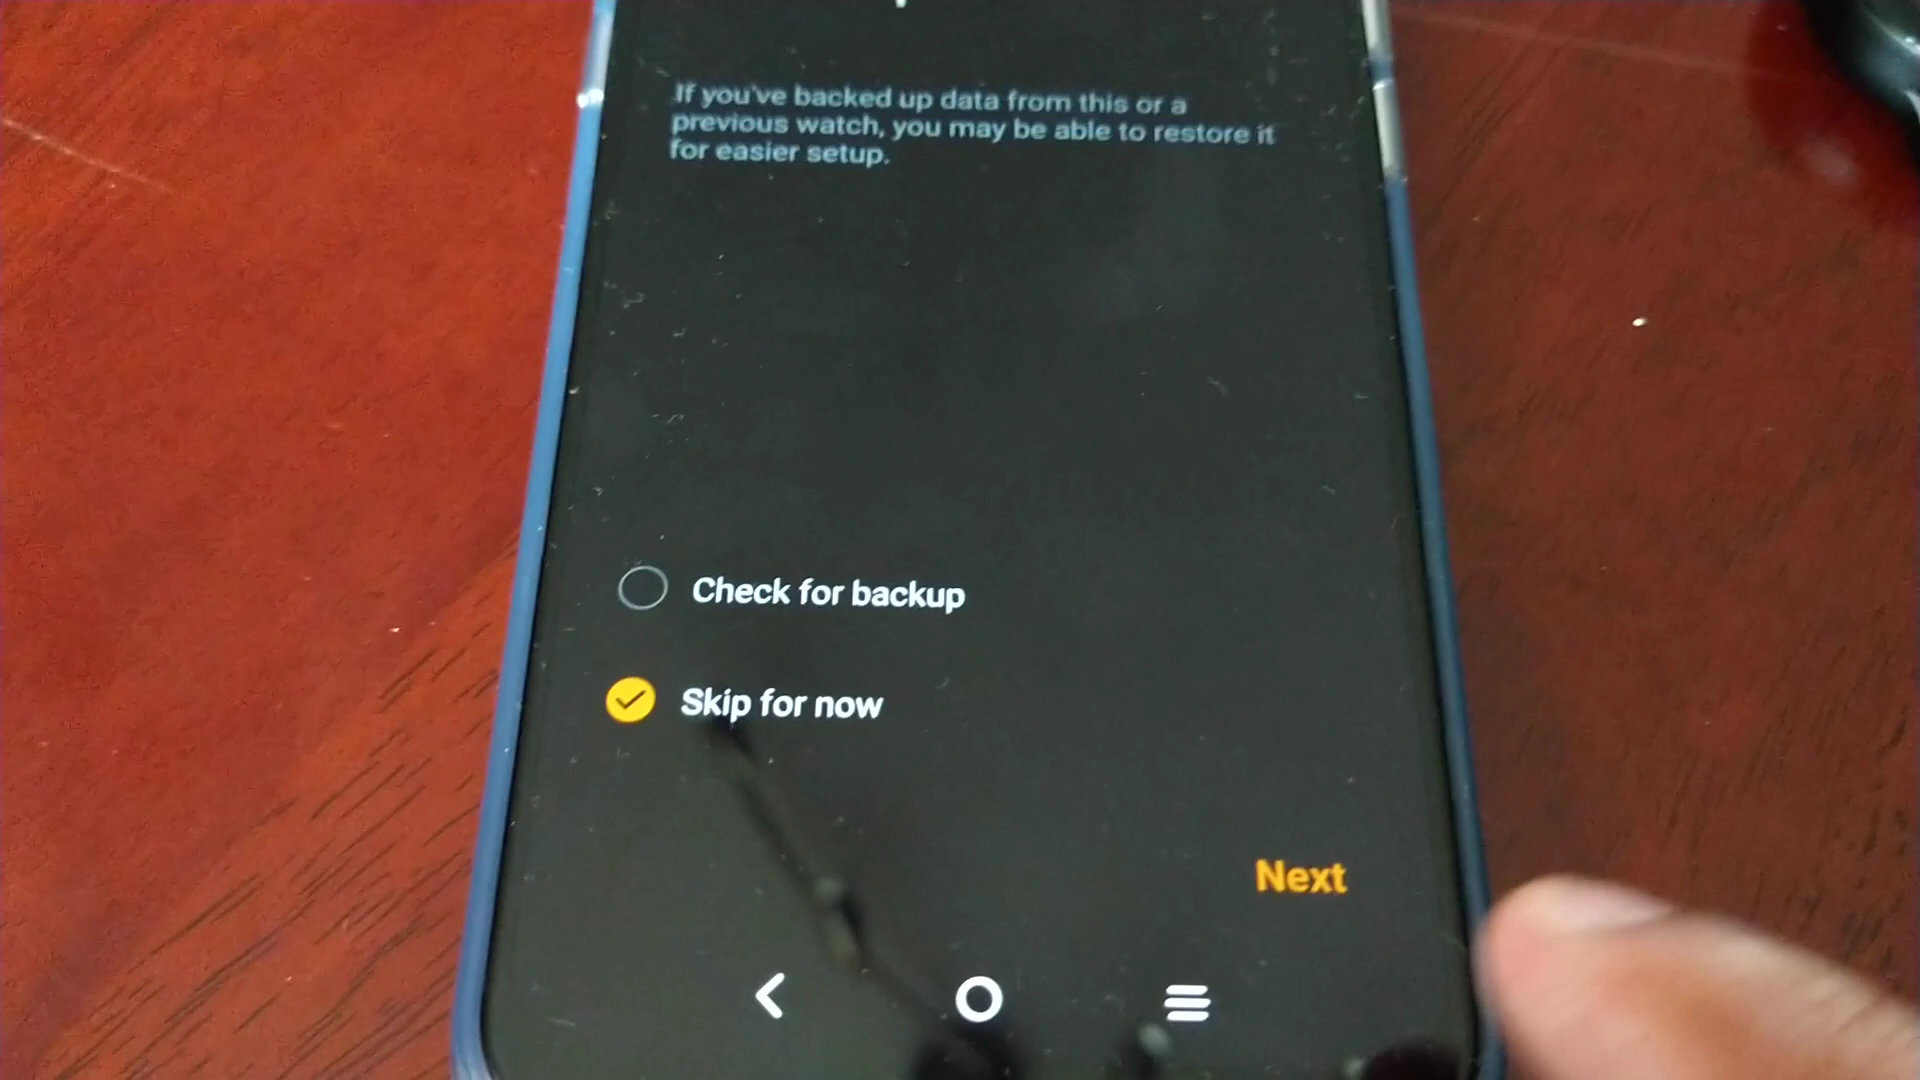 If you've backed up data from this or a
previous watch, you may be able to restore it
for easier setup.
Check for backup
Skip for now
Next